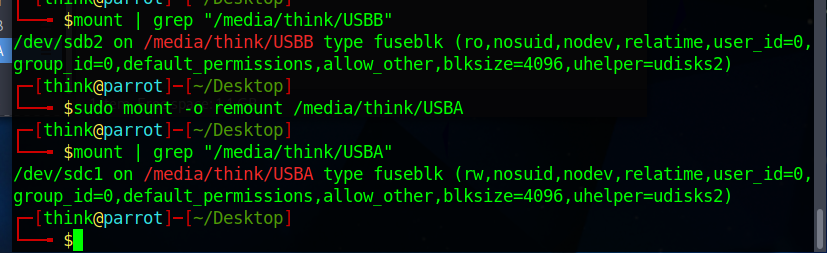 └──╼ $mount | grep "/media/think/USBB"
/dev/sdb2 on /media/think/USBB type fuseblk (ro,nosuid,nodev,relatime,user_id=0,
group_id=0,default_permissions,allow_other,blksize=4096,uhelper=udisks2)
┌─[think@parrot]─[~/Desktop]
└──╼ $sudo mount -o remount /media/think/USBA
┌─[think@parrot]─[~/Desktop]
└──╼ $mount | grep "/media/think/USBA"
/dev/sdc1 on /media/think/USBA type fuseblk (rw,nosuid,nodev,relatime,user_id=0,
group_id=0,default_permissions,allow_other,blksize=4096,uhelper=udisks2)
┌─[think@parrot]─[~/Desktop]
└──╼ $